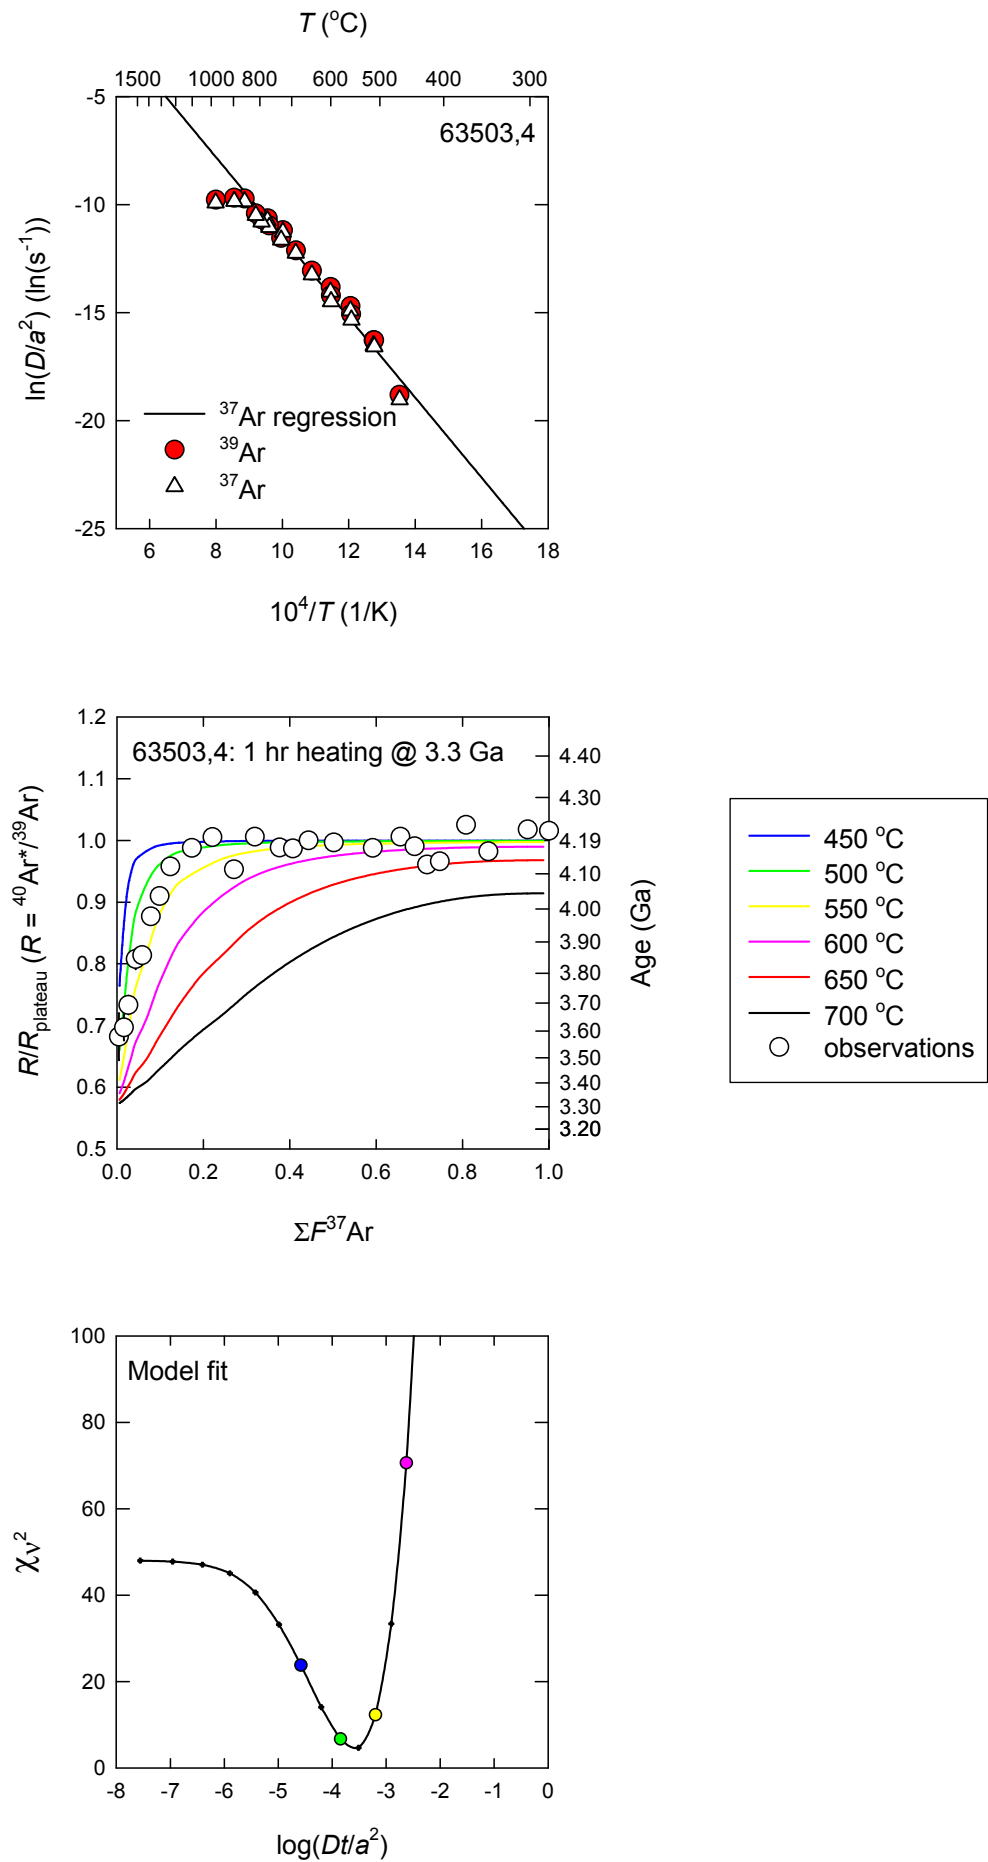 T (°C)
1500 1000 800 600 500 400 300
63503,4
-5
-10
-15
-20
-25
ln(D/a²) (ln(s⁻¹))
³⁷Ar regression
³⁹Ar
³⁷Ar
6 8 10 12 14 16 18
10⁴/T (1/K)
63503,4: 1 hr heating @ 3.3 Ga
1.2
1.1
1.0
0.9
0.8
0.7
0.6
0.5
R/R plateau (R = ⁴⁰Ar*/³⁹Ar)
4.40
4.30
4.19
4.10
4.00
3.90
3.80
3.70
3.60
3.50
3.40
3.30
3.20
Age (Ga)
0.0 0.2 0.4 0.6 0.8 1.0
ΣF³⁷Ar
450 °C
500 °C
550 °C
600 °C
650 °C
700 °C
observations
Model fit
100
80
60
40
20
0
χν²
-8 -7 -6 -5 -4 -3 -2 -1 0
log(Dt/a²)